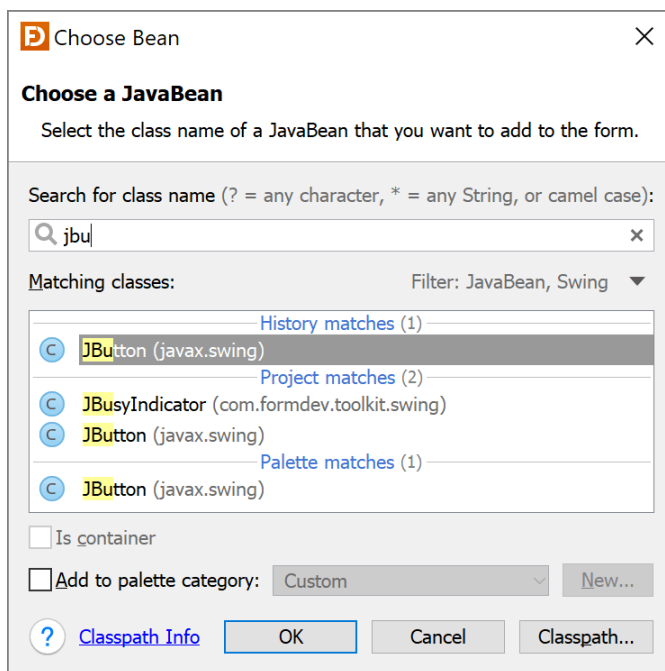 FD Choose Bean
Choose a JavaBean
Select the class name of a JavaBean that you want to add to the form.
Search for class name (? = any character, * = any String, or camel case):
jbu
Matching classes: Filter: JavaBean, Swing
History matches (1)
C JButton (javax.swing)
Project matches (2)
C JBusyIndicator (com.formdev.toolkit.swing)
C JButton (javax.swing)
Palette matches (1)
C JButton (javax.swing)
Is container
Add to palette category: Custom New...
? Classpath Info OK Cancel Classpath...